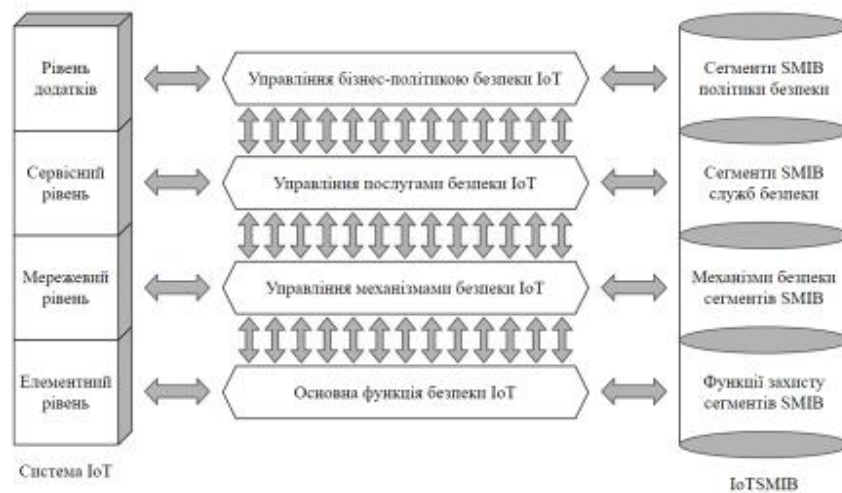 Рівень
додатків
Управління бізнес-політикою безпеки IoT
Сегменти SMIB
політики безпеки
Сервісний
рівень
Управління послугами безпеки IoT
Сегменти SMIB
служб безпеки
Мережевий
рівень
Управління механізмами безпеки IoT
Механізми безпеки
сегментів SMIB
Елементний
рівень
Основна функція безпеки IoT
Функції захисту
сегментів SMIB
Система IoT
IoTSMIB